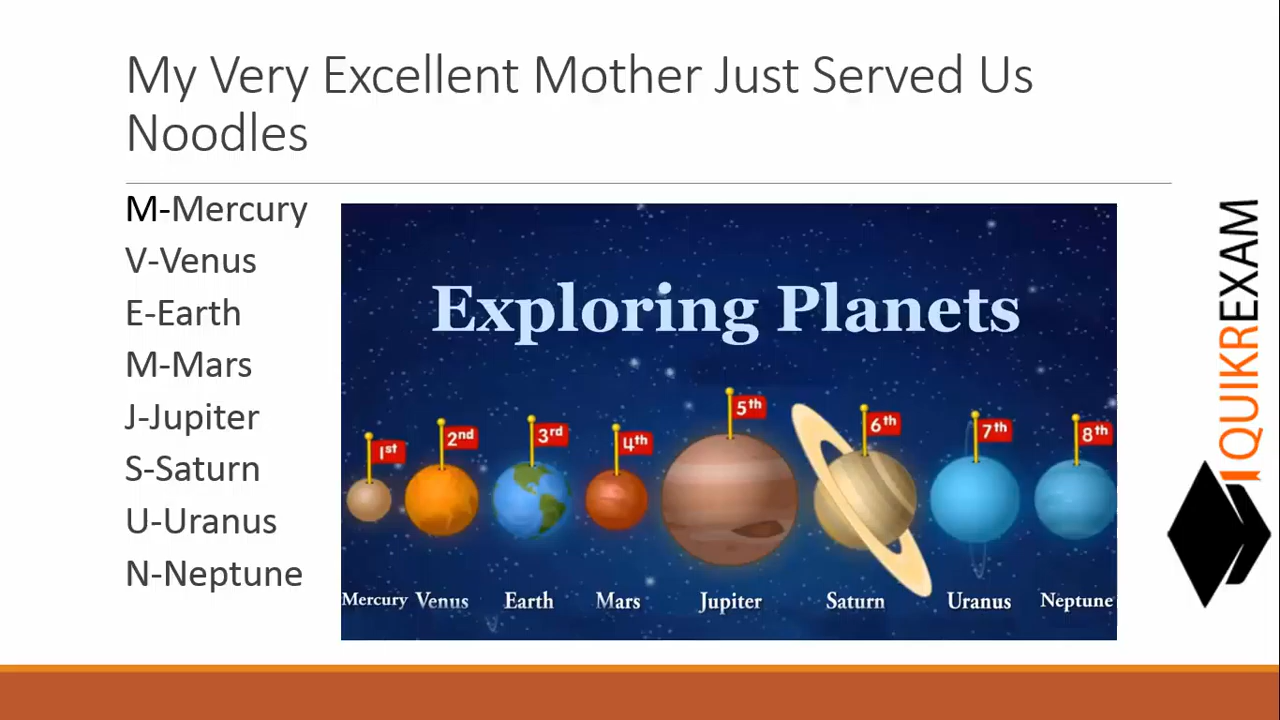 My Very Excellent Mother Just Served Us
Noodles
M-Mercury
V-Venus
E-Earth
M-Mars
J-Jupiter
S-Saturn
U-Uranus
N-Neptune
Exploring Planets
1st
2nd
3rd
4th
5th
6th
7th
8th
Mercury Venus Earth Mars Jupiter Saturn Uranus Neptune
QUIKREXAM